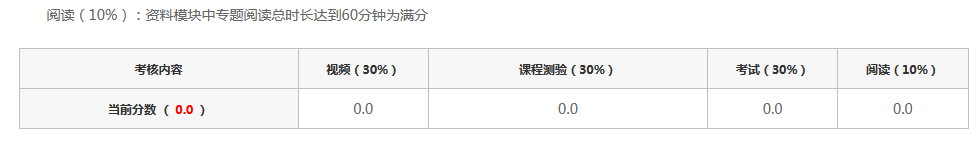 阅读（10%）：资料模块中专题阅读总时长达到60分钟为满分
考核内容 视频（30%） 课程测验（30%） 考试（30%） 阅读（10%）
当前分数 （ 0.0 ） 0.0 0.0 0.0 0.0